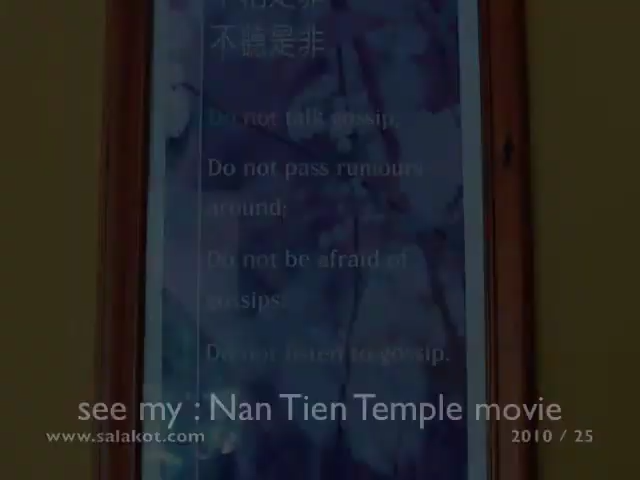 不聽是非
Do not talk gossip;
Do not pass rumours
around;
Do not be afraid of
gossips;
Do not listen to gossip.
see my : Nan Tien Temple movie
www.salakot.com
2010 / 25